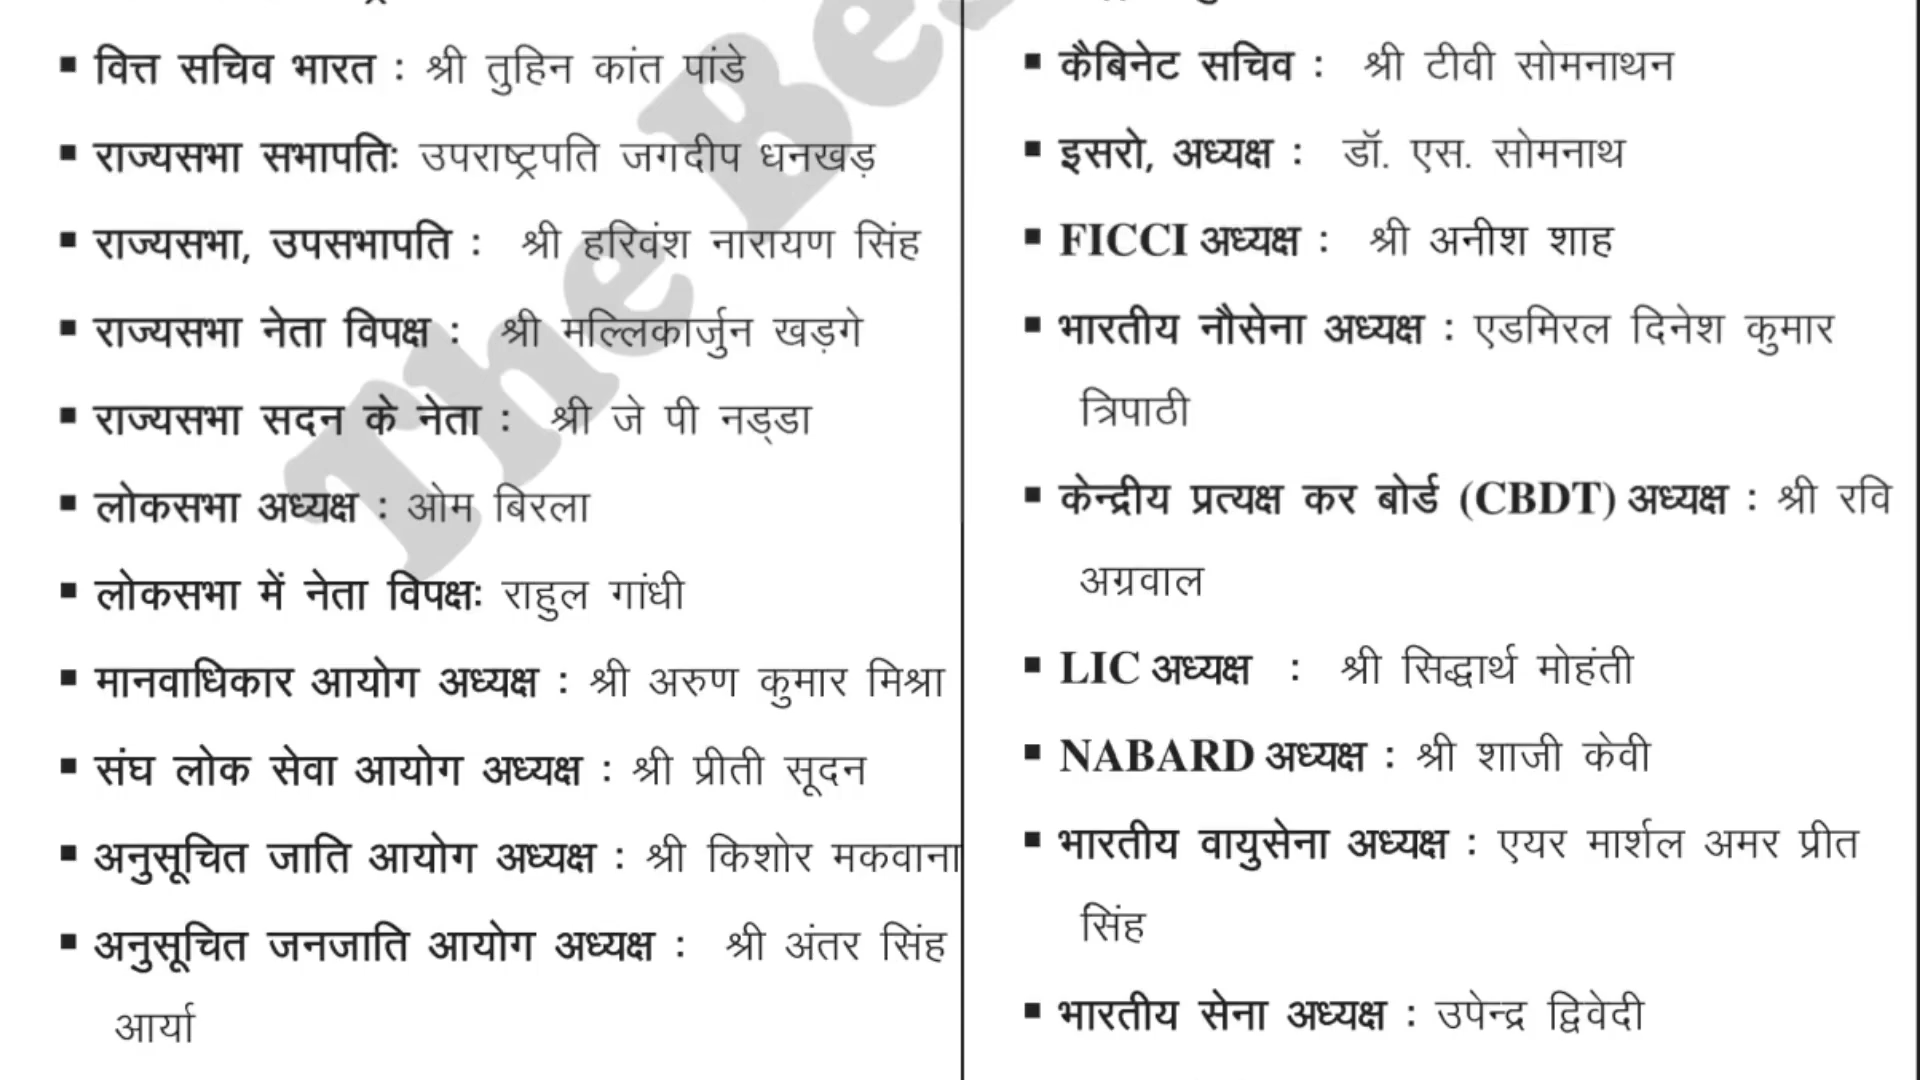 ▪ वित्त सचिव भारत : श्री तुहिन कांत पांडे
▪ राज्यसभा सभापतिः उपराष्ट्रपति जगदीप धनखड़
▪ राज्यसभा, उपसभापति : श्री हरिवंश नारायण सिंह
▪ राज्यसभा नेता विपक्ष : श्री मल्लिकार्जुन खड़गे
▪ राज्यसभा सदन के नेता : श्री जे पी नड्डा
▪ लोकसभा अध्यक्ष : ओम बिरला
▪ लोकसभा में नेता विपक्षः राहुल गांधी
▪ मानवाधिकार आयोग अध्यक्ष : श्री अरुण कुमार मिश्रा
▪ संघ लोक सेवा आयोग अध्यक्ष : श्री प्रीती सूदन
▪ अनुसूचित जाति आयोग अध्यक्ष : श्री किशोर मकवाना
▪ अनुसूचित जनजाति आयोग अध्यक्ष : श्री अंतर सिंह
आर्या
▪ कैबिनेट सचिव : श्री टीवी सोमनाथन
▪ इसरो, अध्यक्ष : डॉ. एस. सोमनाथ
▪ FICCI अध्यक्ष : श्री अनीश शाह
▪ भारतीय नौसेना अध्यक्ष : एडमिरल दिनेश कुमार
त्रिपाठी
▪ केन्द्रीय प्रत्यक्ष कर बोर्ड (CBDT) अध्यक्ष : श्री रवि
अग्रवाल
▪ LIC अध्यक्ष : श्री सिद्धार्थ मोहंती
▪ NABARD अध्यक्ष : श्री शाजी केवी
▪ भारतीय वायुसेना अध्यक्ष : एयर मार्शल अमर प्रीत
सिंह
▪ भारतीय सेना अध्यक्ष : उपेन्द्र द्विवेदी
The Be